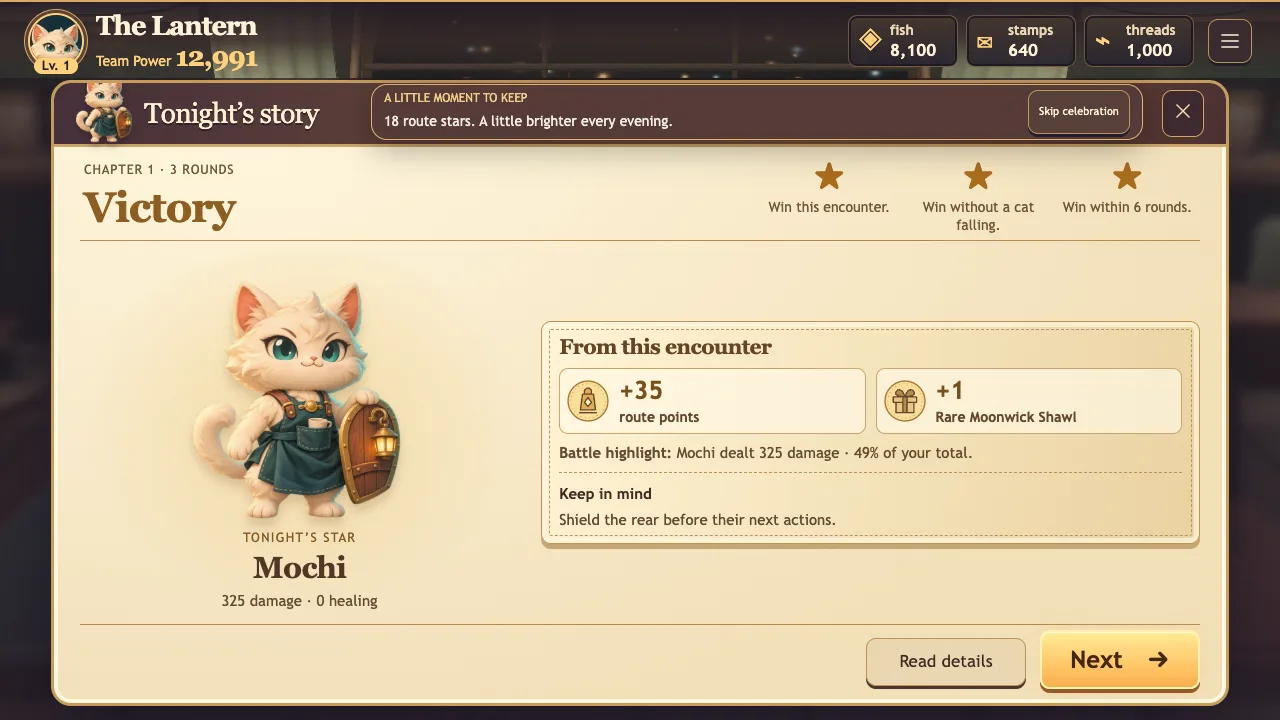 The Lantern
Team Power 12,991
Lv. 1
fish
8,100
stamps
640
threads
1,000
Tonight's story
A LITTLE MOMENT TO KEEP
18 route stars. A little brighter every evening.
Skip celebration
CHAPTER 1 · 3 ROUNDS
Victory
Win this encounter.
Win without a cat
falling.
Win within 6 rounds.
TONIGHT'S STAR
Mochi
325 damage · 0 healing
From this encounter
+35
route points
+1
Rare Moonwick Shawl
Battle highlight: Mochi dealt 325 damage · 49% of your total.
Keep in mind
Shield the rear before their next actions.
Read details
Next